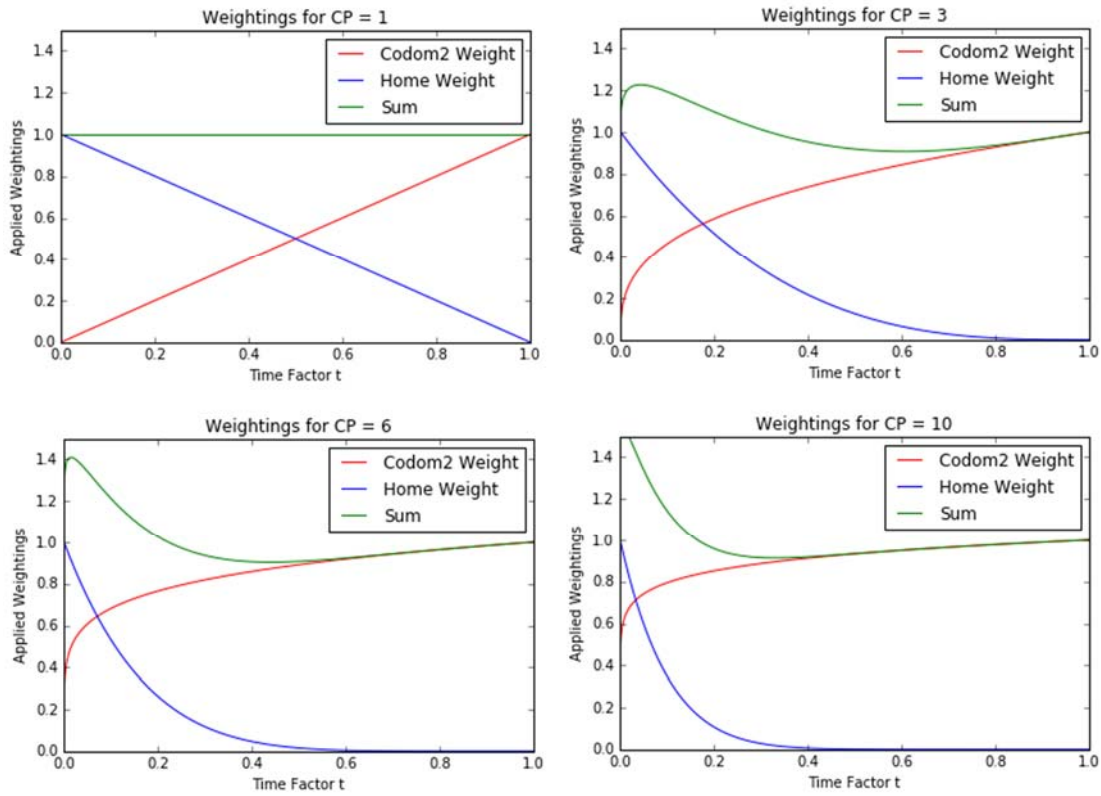 Weightings for CP = 1
Applied Weightings
1.4
1.2
1.0
0.8
0.6
0.4
0.2
0.0
Codom2 Weight
Home Weight
Sum
0.0 0.2 0.4 0.6 0.8 1.0
Time Factor t
Weightings for CP = 3
Applied Weightings
1.4
1.2
1.0
0.8
0.6
0.4
0.2
0.0
Codom2 Weight
Home Weight
Sum
0.0 0.2 0.4 0.6 0.8 1.0
Time Factor t
Weightings for CP = 6
Applied Weightings
1.4
1.2
1.0
0.8
0.6
0.4
0.2
0.0
Codom2 Weight
Home Weight
Sum
0.0 0.2 0.4 0.6 0.8 1.0
Time Factor t
Weightings for CP = 10
Applied Weightings
1.4
1.2
1.0
0.8
0.6
0.4
0.2
0.0
Codom2 Weight
Home Weight
Sum
0.0 0.2 0.4 0.6 0.8 1.0
Time Factor t